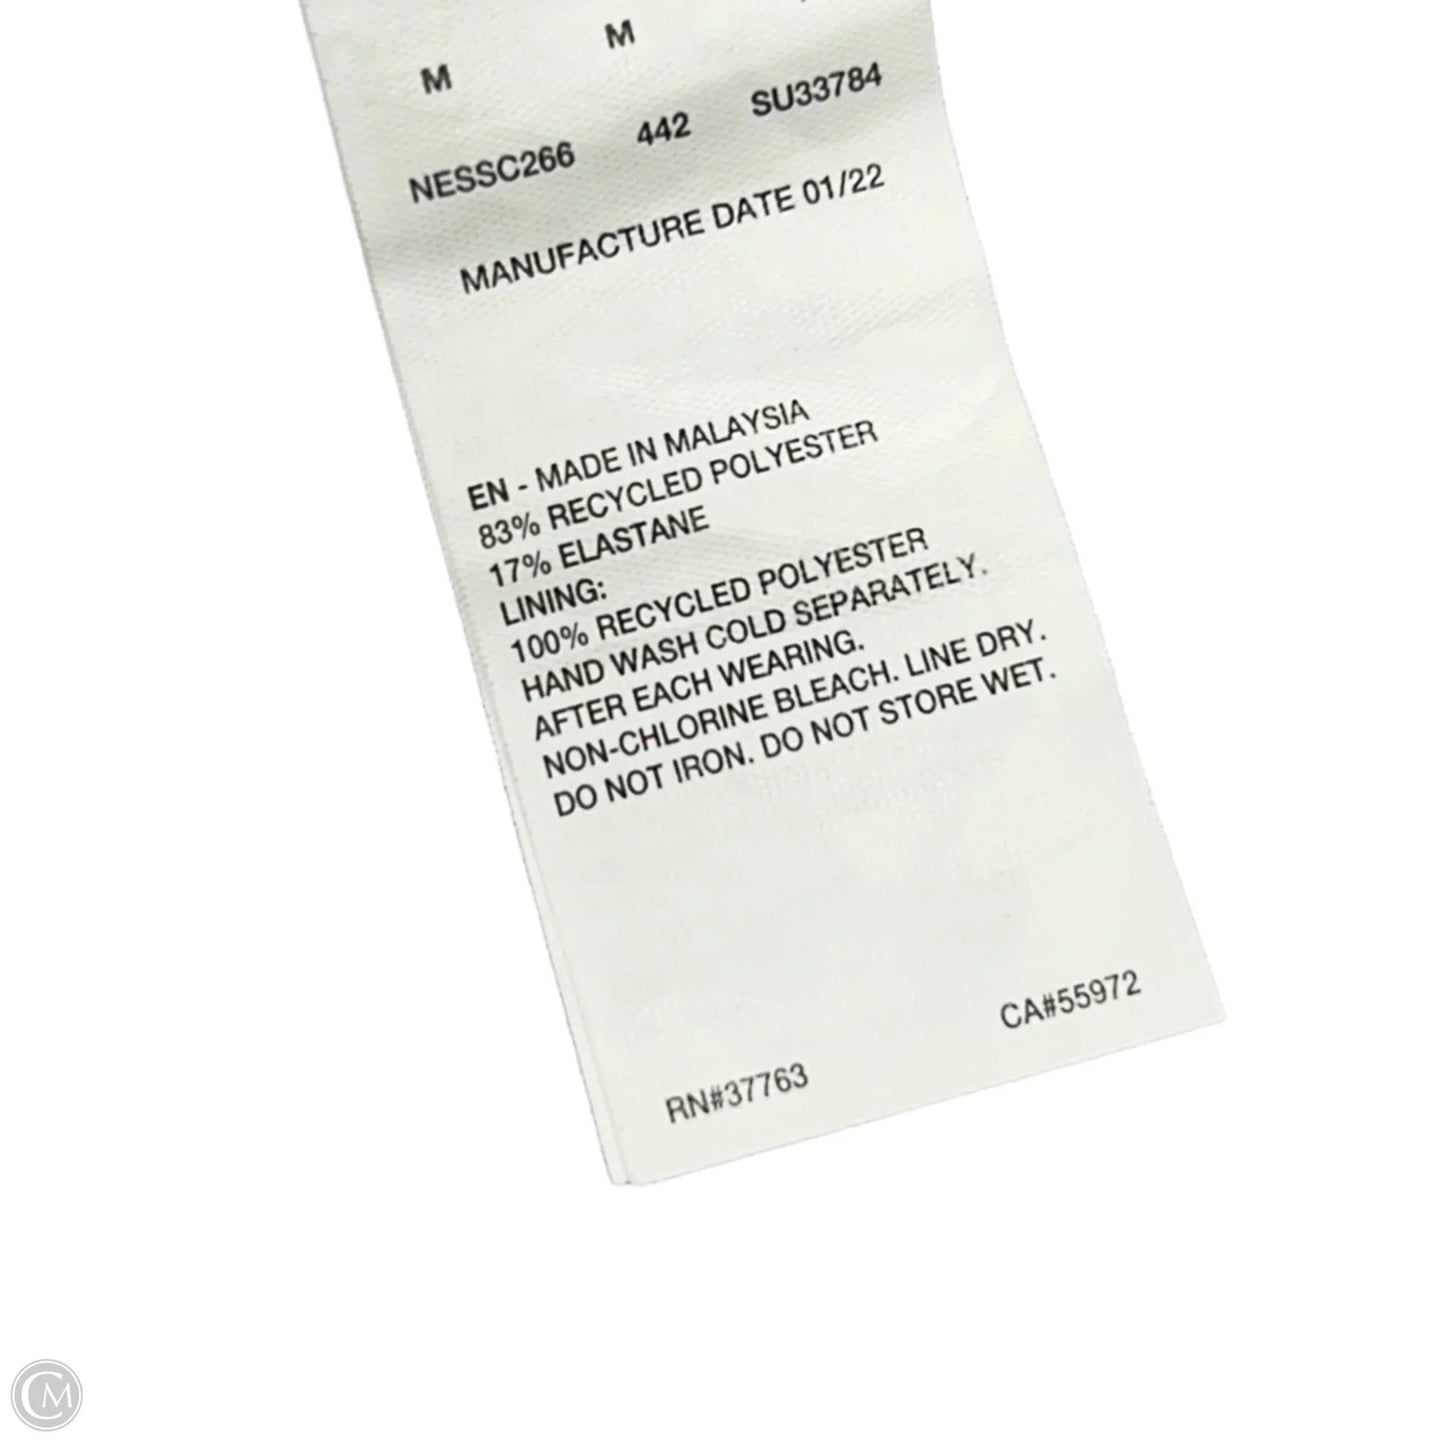 M M
NESSC266 442 SU33784
MANUFACTURE DATE 01/22
EN - MADE IN MALAYSIA
83% RECYCLED POLYESTER
17% ELASTANE
LINING:
100% RECYCLED POLYESTER
HAND WASH COLD SEPARATELY.
AFTER EACH WEARING.
NON-CHLORINE BLEACH. LINE DRY.
DO NOT IRON. DO NOT STORE WET.
RN#37763 CA#55972
CM